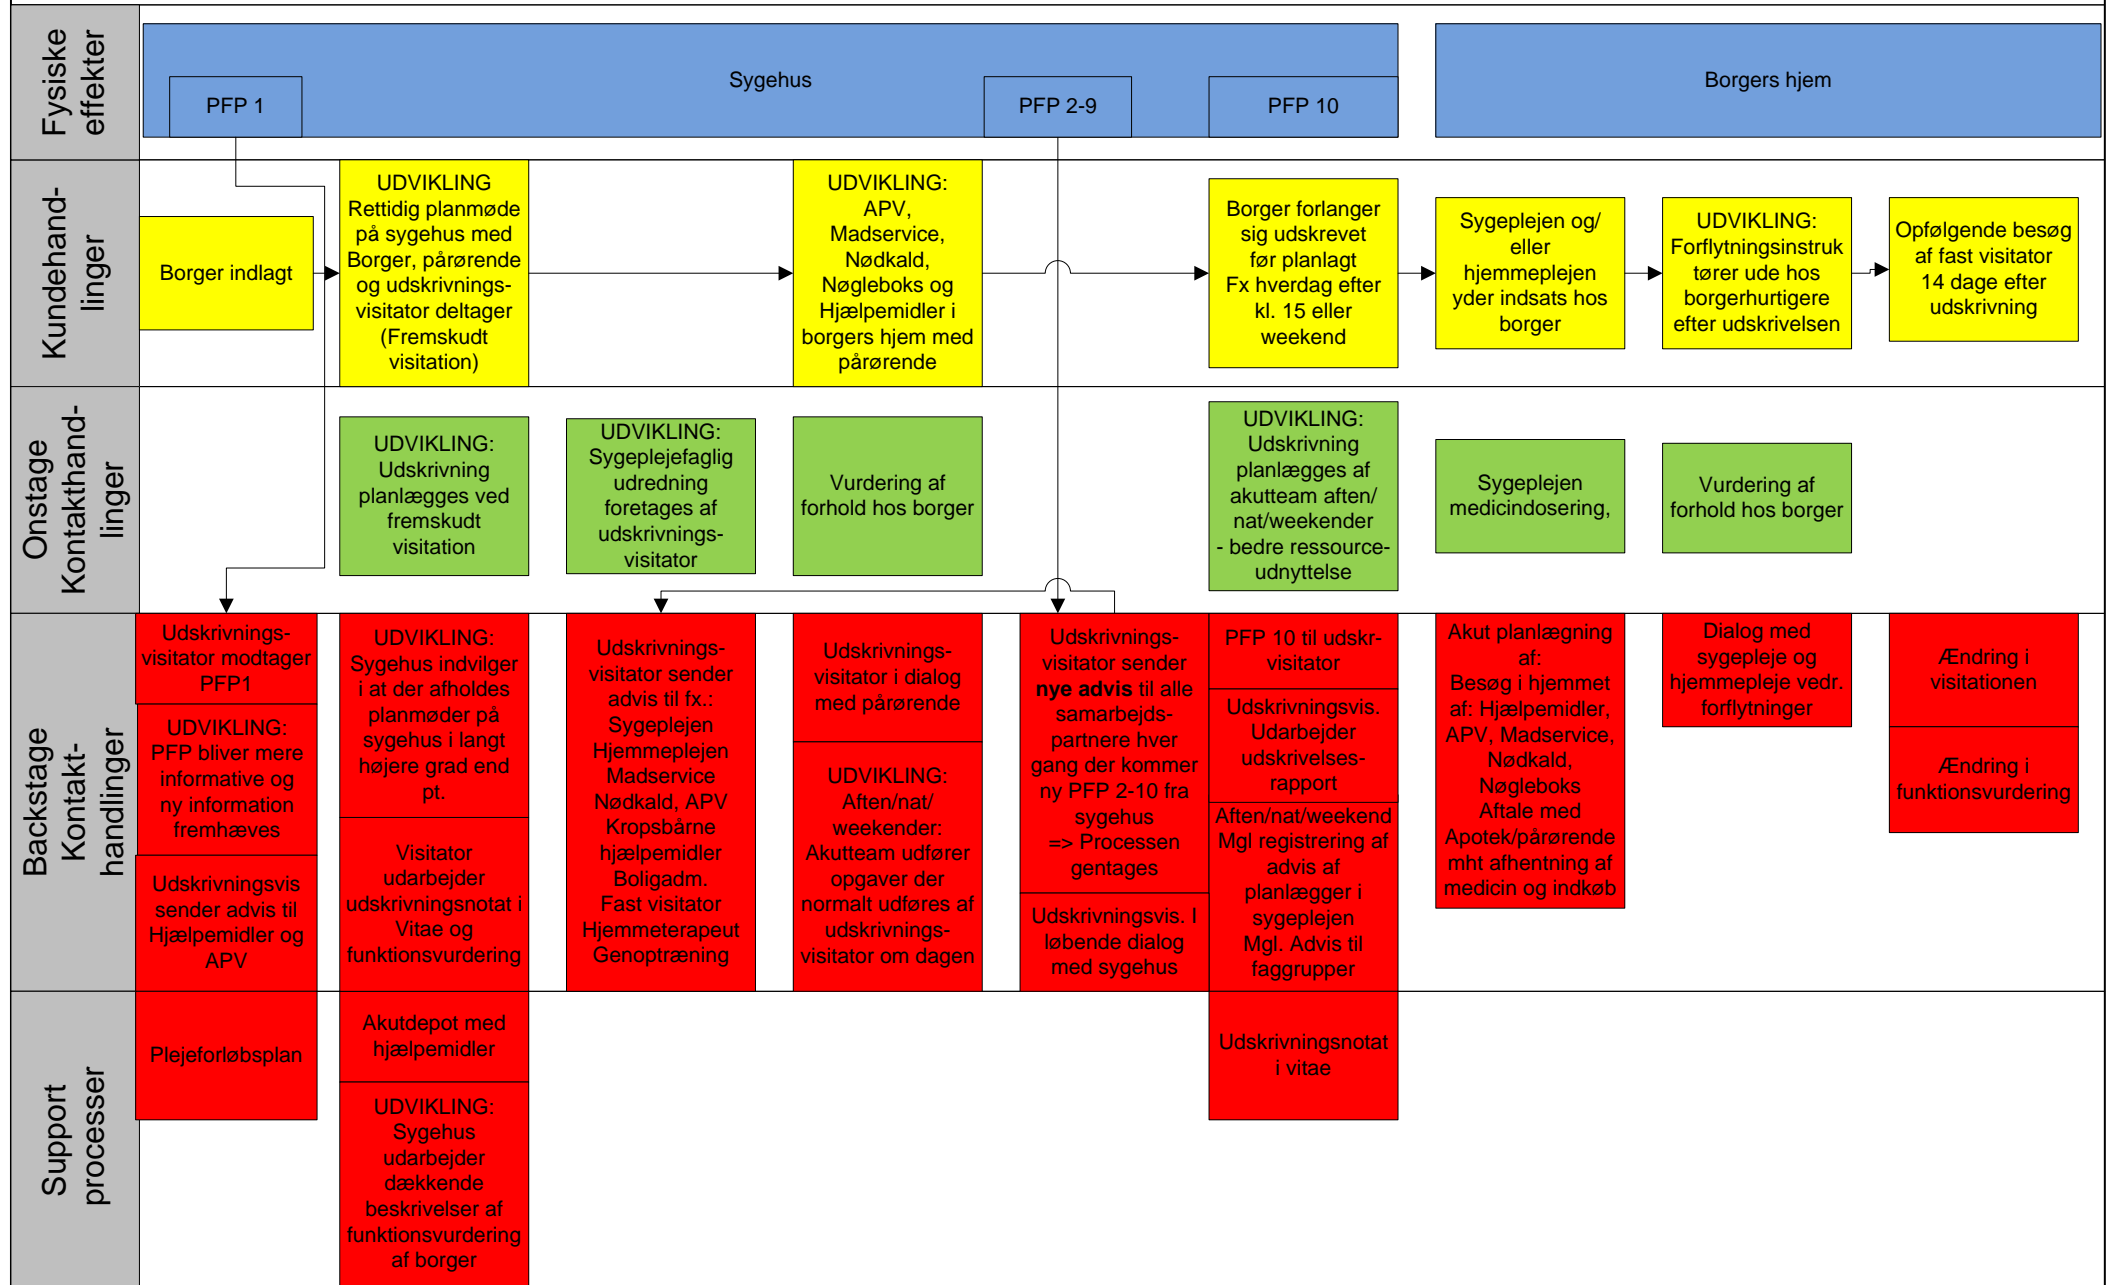 Fysiske
effekter
Sygehus
PFP 1
PFP 2-9
PFP 10
Borgers hjem
Kundehand-
linger
Borger indlagt
UDVIKLING
Rettidig planmøde
på sygehus med
Borger, pårørende
og udskrivnings-
visitator deltager
(Fremskudt
visitation)
UDVIKLING:
APV,
Madservice,
Nødkald,
Nøgleboks og
Hjælpemidler i
borgers hjem med
pårørende
Borger forlanger
sig udskrevet
før planlagt
Fx hverdag efter
kl. 15 eller
weekend
Sygeplejen og/
eller
hjemmeplejen
yder indsats hos
borger
UDVIKLING:
Forflytningsinstruk
tører ude hos
borgerhurtigere
efter udskrivelsen
Opfølgende besøg
af fast visitator
14 dage efter
udskrivning
Onstage
Kontakthand-
linger
UDVIKLING:
Udskrivning
planlægges ved
fremskudt
visitation
UDVIKLING:
Sygeplejefaglig
udredning
foretages af
udskrivnings-
visitator
Vurdering af
forhold hos borger
UDVIKLING:
Udskrivning
planlægges af
akutteam aften/
nat/weekender
- bedre ressource-
udnyttelse
Sygeplejen
medicindosering,
Vurdering af
forhold hos borger
Backstage
Kontakt-
handlinger
Udskrivnings-
visitator modtager
PFP1
UDVIKLING:
PFP bliver mere
informative og
ny information
fremhæves
Udskrivningsvis
sender advis til
Hjælpemidler og
APV
UDVIKLING:
Sygehus indvilger
i at der afholdes
planmøder på
sygehus i langt
højere grad end
pt.
Visitator
udarbejder
udskrivningsnotat i
Vitae og
funktionsvurdering
Udskrivnings-
visitator sender
advis til fx.:
Sygeplejen
Hjemmeplejen
Madservice
Nødkald, APV
Kropsbårne
hjælpemidler
Boligadm.
Fast visitator
Hjemmeterapeut
Genoptræning
Udskrivnings-
visitator i dialog
med pårørende
UDVIKLING:
Aften/nat/
weekender:
Akutteam udfører
opgaver der
normalt udføres af
udskrivnings-
visitator om dagen
Udskrivnings-
visitator sender
nye advis til alle
samarbejds-
partnere hver
gang der kommer
ny PFP 2-10 fra
sygehus
=> Processen
gentages
Udskrivningsvis. I
løbende dialog
med sygehus
PFP 10 til udskr-
visitator
Udskrivningsvis.
Udarbejder
udskrivelses-
rapport
Aften/nat/weekend
Mgl registrering af
advis af
planlægger i
sygeplejen
Mgl. Advis til
faggrupper
Akut planlægning
af:
Besøg i hjemmet
af: Hjælpemidler,
APV, Madservice,
Nødkald,
Nøgleboks
Aftale med
Apotek/pårørende
mht afhentning af
medicin og indkøb
Dialog med
sygepleje og
hjemmepleje vedr.
forflytninger
Ændring i
visitationen
Ændring i
funktionsvurdering
Support
processer
Plejeforløbsplan
Akutdepot med
hjælpemidler
UDVIKLING:
Sygehus
udarbejder
dækkende
beskrivelser af
funktionsvurdering
af borger
Udskrivningsnotat
i vitae